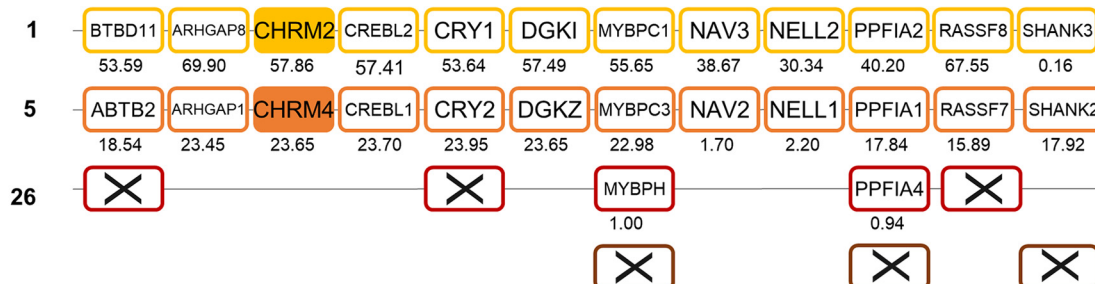 1 BTBD11 ARHGAP8 CHRM2 CREBL2 CRY1 DGKI MYBPC1 NAV3 NELL2 PPFIA2 RASSF8 SHANK3
53.59 69.90 57.86 57.41 53.64 57.49 55.65 38.67 30.34 40.20 67.55 0.16
5 ABTB2 ARHGAP1 CHRM4 CREBL1 CRY2 DGKZ MYBPC3 NAV2 NELL1 PPFIA1 RASSF7 SHANK2
18.54 23.45 23.65 23.70 23.95 23.65 22.98 1.70 2.20 17.84 15.89 17.92
26 X X MYBPH PPFIA4 X
1.00 0.94
X X X